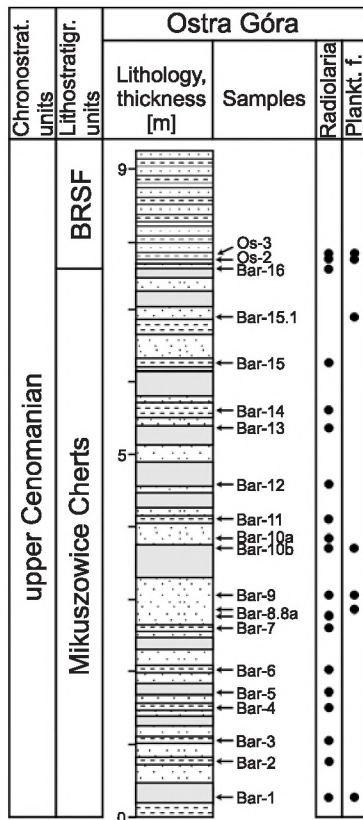 Ostra Góra
Chronostrat.
units
Lithostratigr.
units
Lithology,
thickness
[m]
Samples
Radiolaria
Plankt. f.
upper Cenomanian
BRSF
Mikuszowice Cherts
9
Os-3
Os-2
Bar-16
Bar-15.1
Bar-15
Bar-14
Bar-13
5
Bar-12
Bar-11
Bar-10a
Bar-10b
Bar-9
Bar-8.8a
Bar-7
Bar-6
Bar-5
Bar-4
Bar-3
Bar-2
Bar-1
0